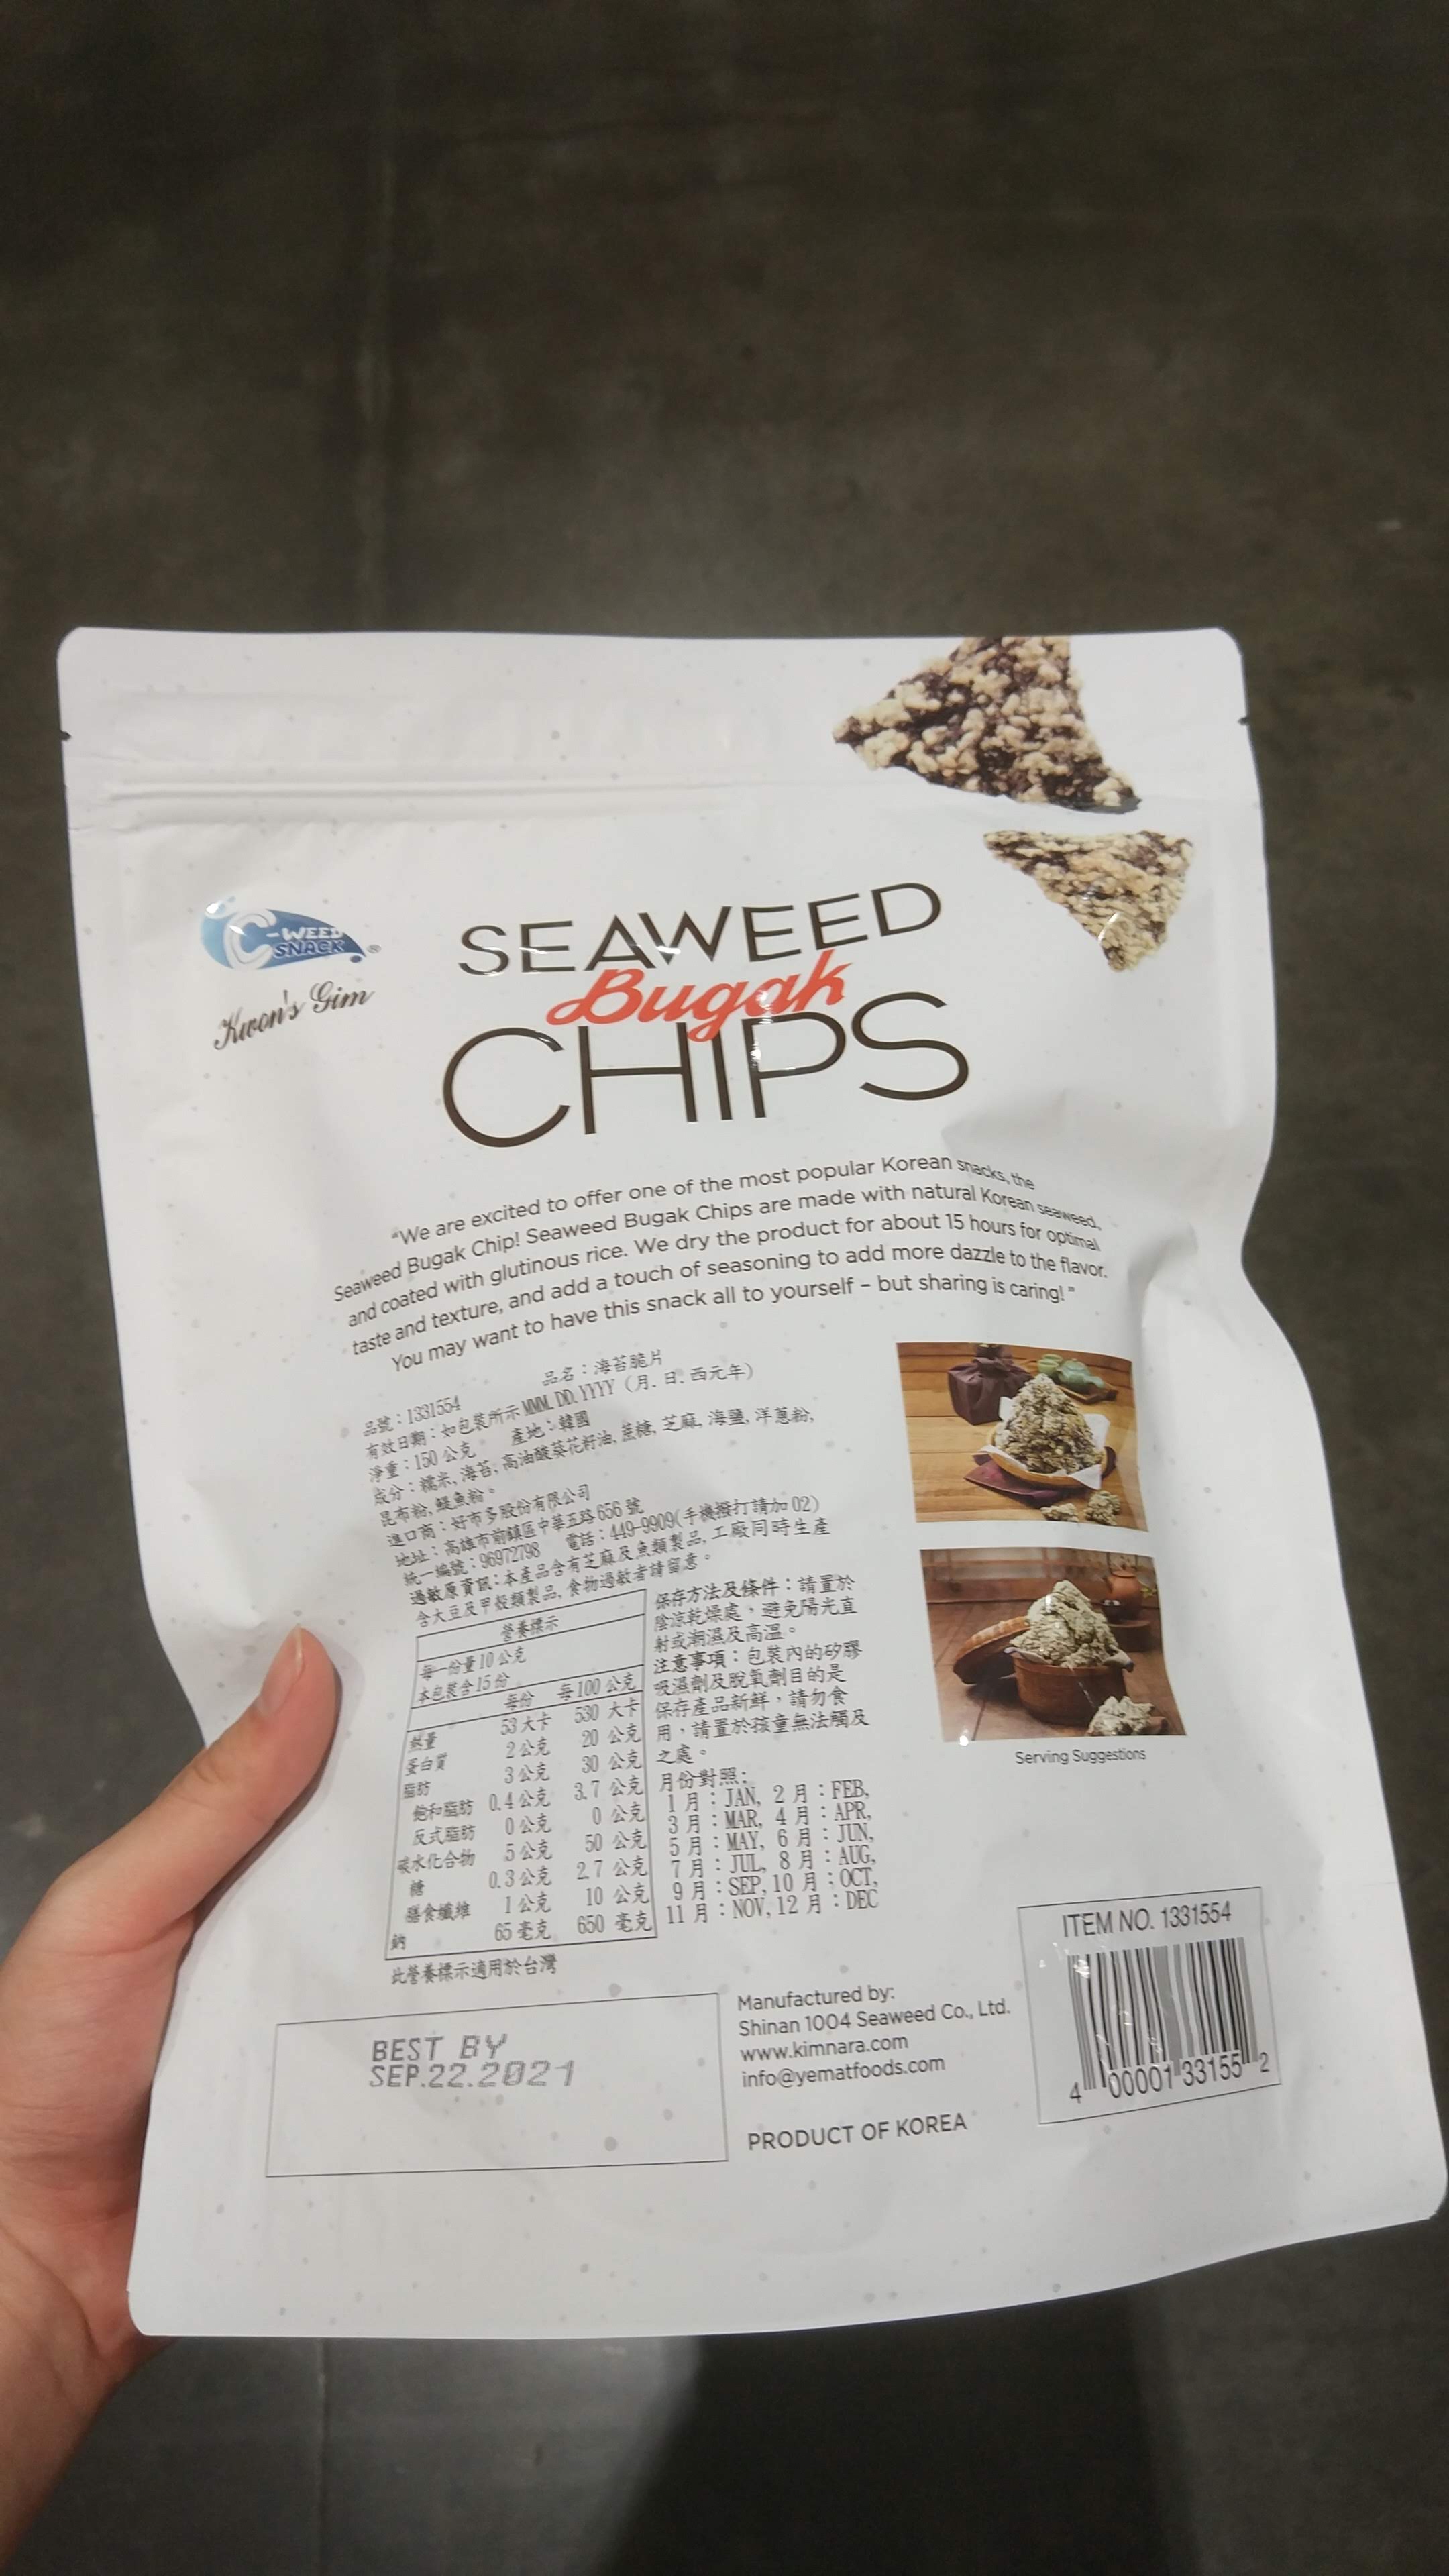 C-WEED
SNACK
®
Kwon's Gim
SEAWEED
Bugak
CHIPS
"We are excited to offer one of the most popular Korean snacks, the
Seaweed Bugak Chip! Seaweed Bugak Chips are made with natural Korean seaweed,
and coated with glutinous rice. We dry the product for about 15 hours for optimal
taste and texture, and add a touch of seasoning to add more dazzle to the flavor.
You may want to have this snack all to yourself – but sharing is caring! "
品號：1331554 品名：海苔脆片
有效日期：如包裝所示 MMM. DD. YYYY（月. 日. 西元年）
淨重：150 公克 產地：韓國
成分：糯米, 海苔, 高油酸葵花籽油, 蔗糖, 芝麻, 海鹽, 洋蔥粉,
昆布粉, 鯷魚粉。
進口商：好市多股份有限公司
地址：高雄市前鎮區中華五路 656 號
統一編號：96972798 電話：449-9909(手機撥打請加 02)
過敏原資訊：本產品含有芝麻及魚類製品, 工廠同時生產
含大豆及甲殼類製品, 食物過敏者請留意。
營養標示
每一份量 10 公克
本包裝含 15 份
每份 每 100 公克
熱量 53 大卡 530 大卡
蛋白質 2 公克 20 公克
脂肪 3 公克 30 公克
飽和脂肪 0.4 公克 3.7 公克
反式脂肪 0 公克 0 公克
碳水化合物 5 公克 50 公克
糖 0.3 公克 2.7 公克
膳食纖維 1 公克 10 公克
鈉 65 毫克 650 毫克
此營養標示適用於台灣
保存方法及條件：請置於
陰涼乾燥處，避免陽光直
射或潮濕及高溫。
注意事項：包裝內的矽膠
吸濕劑及脫氧劑目的是
保存產品新鮮，請勿食
用，請置於孩童無法觸及
之處。
月份對照：
1 月：JAN, 2 月：FEB,
3 月：MAR, 4 月：APR,
5 月：MAY, 6 月：JUN,
7 月：JUL, 8 月：AUG,
9 月：SEP, 10 月：OCT,
11 月：NOV, 12 月：DEC
Serving Suggestions
BEST BY
SEP.22.2021
Manufactured by:
Shinan 1004 Seaweed Co., Ltd.
www.kimnara.com
info@yematfoods.com
PRODUCT OF KOREA
ITEM NO. 1331554
4 00001 33155 2